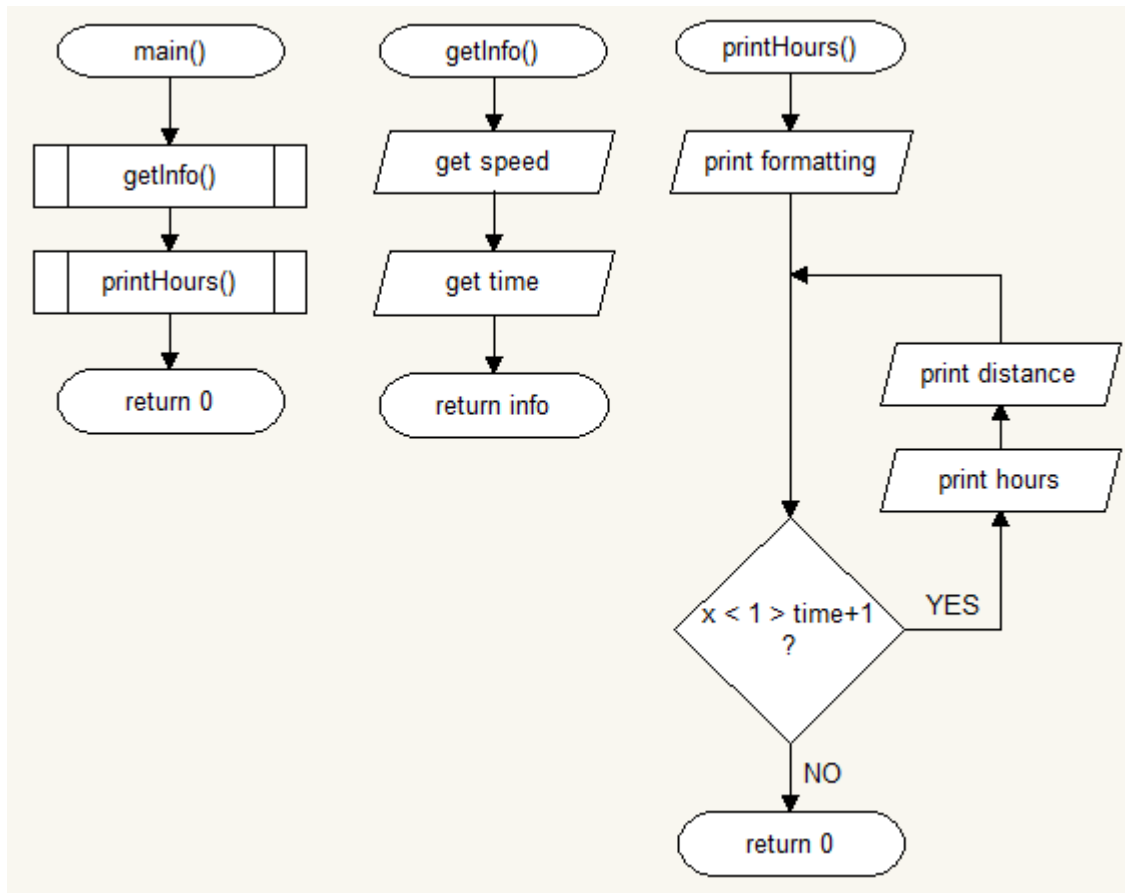 main()
getInfo()
printHours()
return 0
getInfo()
get speed
get time
return info
printHours()
print formatting
print distance
print hours
x < 1 > time+1
?
YES
NO
return 0